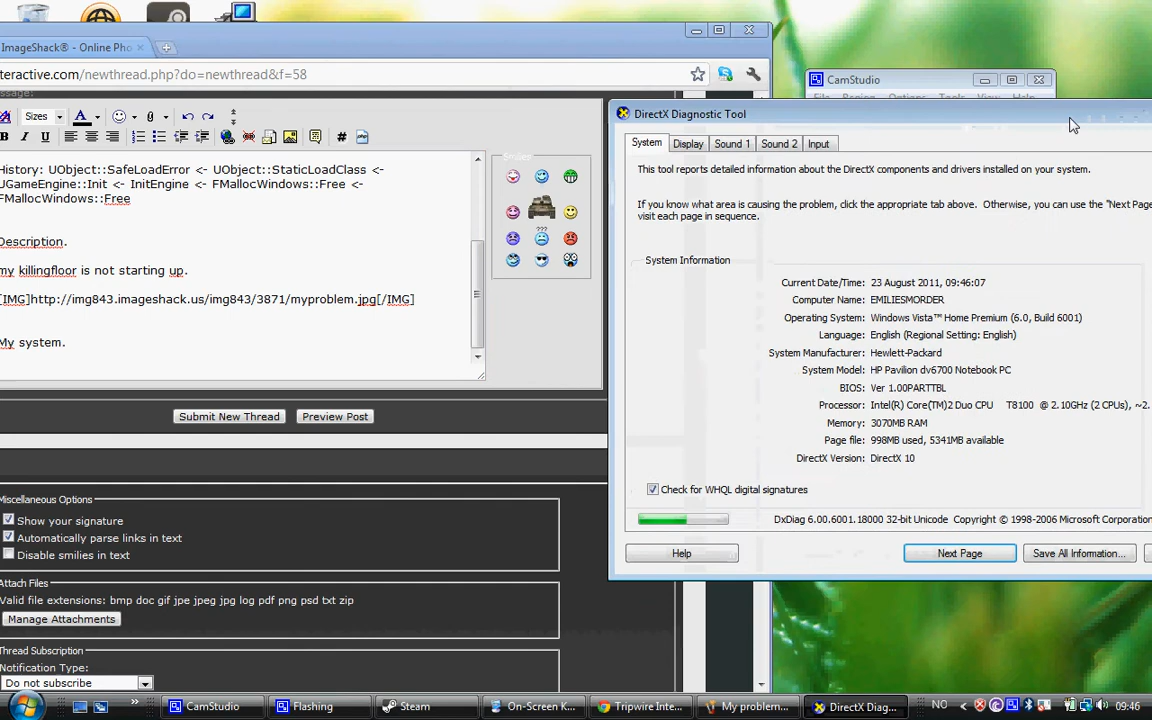 ImageShack® - Online Pho
teractive.com/newthread.php?do=newthread&f=58
message:
Sizes
A
B I U
#
History: UObject::SafeLoadError <- UObject::StaticLoadClass <-
UGameEngine::Init <- InitEngine <- FMallocWindows::Free <-
FMallocWindows::Free
Description.
my killingfloor is not starting up.
[IMG]http://img843.imageshack.us/img843/3871/myproblem.jpg[/IMG]
My system.
Smilies
???
Submit New Thread
Preview Post
Miscellaneous Options
Show your signature
Automatically parse links in text
Disable smilies in text
Attach Files
Valid file extensions: bmp doc gif jpe jpeg jpg log pdf png psd txt zip
Manage Attachments
Thread Subscription
Notification Type:
Do not subscribe
CamStudio
File Region Options Tools View Help
DirectX Diagnostic Tool
System Display Sound 1 Sound 2 Input
This tool reports detailed information about the DirectX components and drivers installed on your system.
If you know what area is causing the problem, click the appropriate tab above. Otherwise, you can use the "Next Page
visit each page in sequence.
System Information
Current Date/Time: 23 August 2011, 09:46:07
Computer Name: EMILIESMORDER
Operating System: Windows Vista™ Home Premium (6.0, Build 6001)
Language: English (Regional Setting: English)
System Manufacturer: Hewlett-Packard
System Model: HP Pavilion dv6700 Notebook PC
BIOS: Ver 1.00PARTTBL
Processor: Intel(R) Core(TM)2 Duo CPU T8100 @ 2.10GHz (2 CPUs), ~2.
Memory: 3070MB RAM
Page file: 998MB used, 5341MB available
DirectX Version: DirectX 10
Check for WHQL digital signatures
DxDiag 6.00.6001.18000 32-bit Unicode Copyright © 1998-2006 Microsoft Corporation
Help
Next Page
Save All Information...
CamStudio
Flashing
Steam
On-Screen K...
Tripwire Inte...
My problem...
DirectX Diag...
NO
09:46